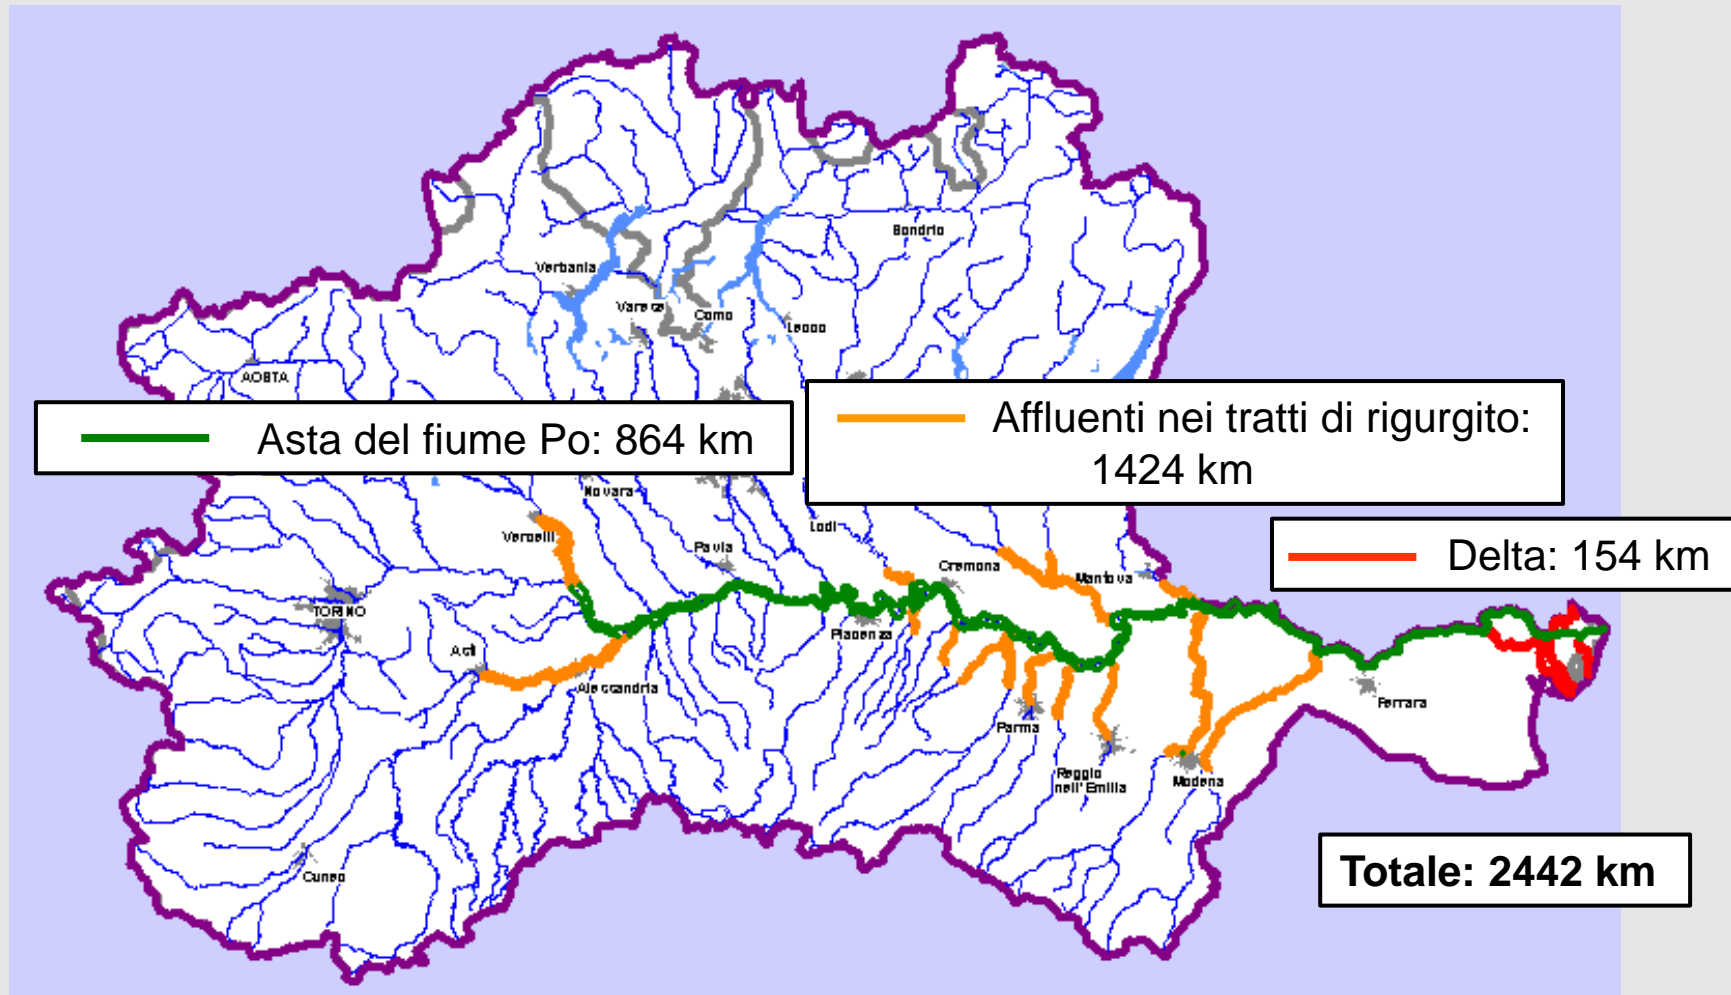 Sondrio
Verbania
Varese
Como
Lecco
AOSTA
Asta del fiume Po: 864 km
Affluenti nei tratti di rigurgito:
1424 km
Novara
Lodi
Vercelli
Pavia
Cremona
Mantova
Delta: 154 km
TORINO
Piacenza
Asti
Alessandria
Ferrara
Parma
Reggio
nell'Emilia
Modena
Cuneo
Totale: 2442 km